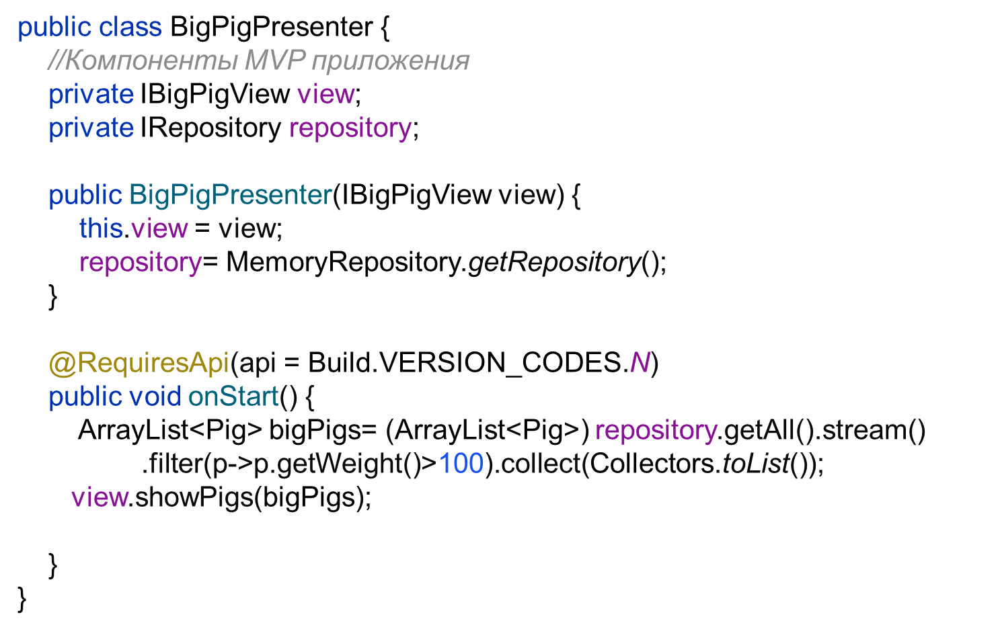 public class BigPigPresenter {
//Компоненты MVP приложения
private IBigPigView view;
private IRepository repository;
public BigPigPresenter(IBigPigView view) {
this.view = view;
repository= MemoryRepository.getRepository();
}
@RequiresApi(api = Build.VERSION_CODES.N)
public void onStart() {
ArrayList<Pig> bigPigs= (ArrayList<Pig>) repository.getAll().stream()
.filter(p->p.getWeight()>100).collect(Collectors.toList());
view.showPigs(bigPigs);
}
}